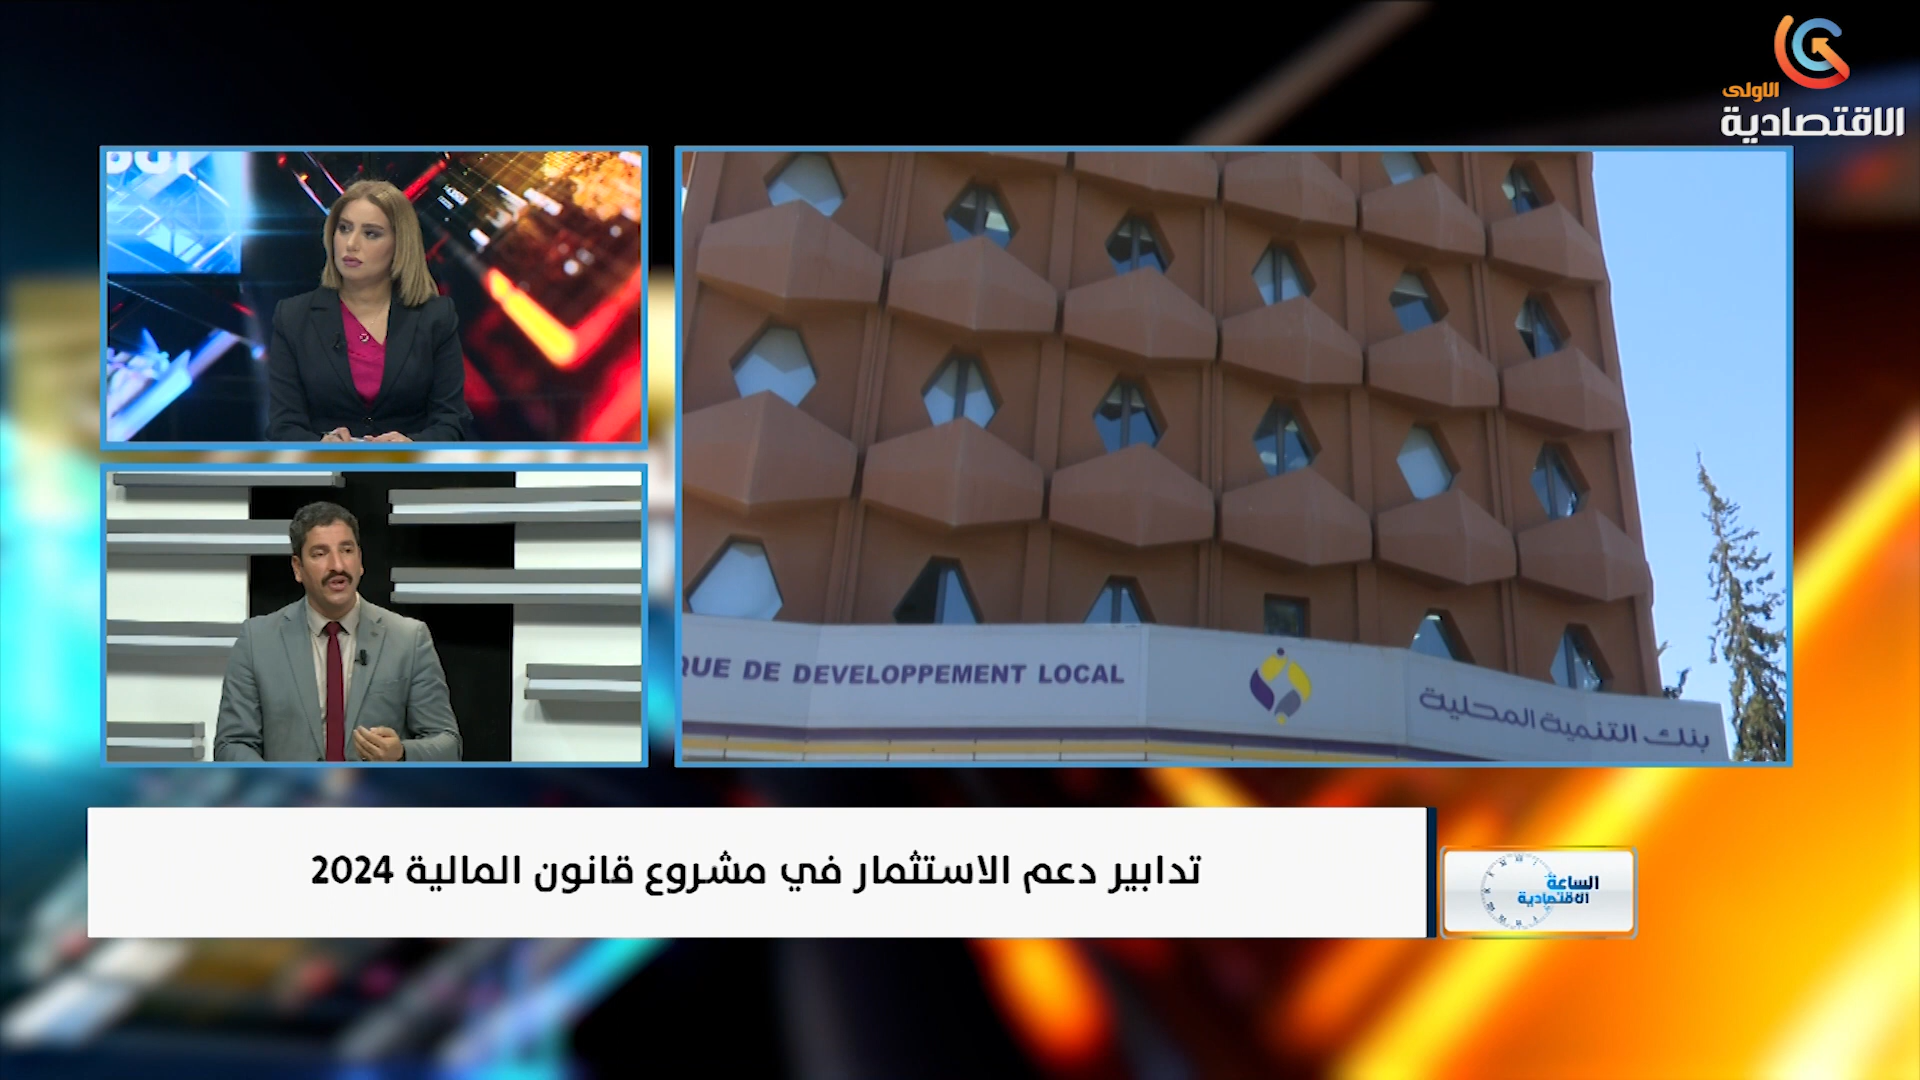 الاولى
الاقتصادية
QUE DE DEVELOPPEMENT LOCAL
بنك التنمية المحلية
تدابير دعم الاستثمار في مشروع قانون المالية 2024
الساعة
الاقتصادية